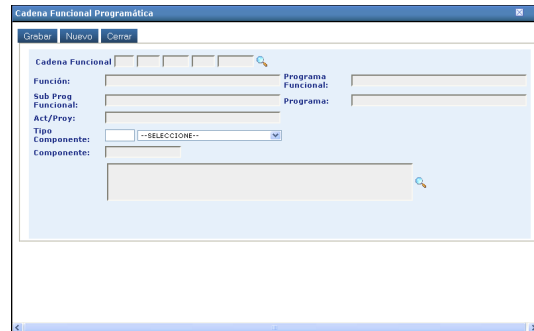 Cadena Funcional Programática
Grabar Nuevo Cerrar
Cadena Funcional
Función:
Programa Funcional:
Sub Prog Funcional:
Programa:
Act/Proy:
Tipo Componente:
--SELECCIONE--
Componente: